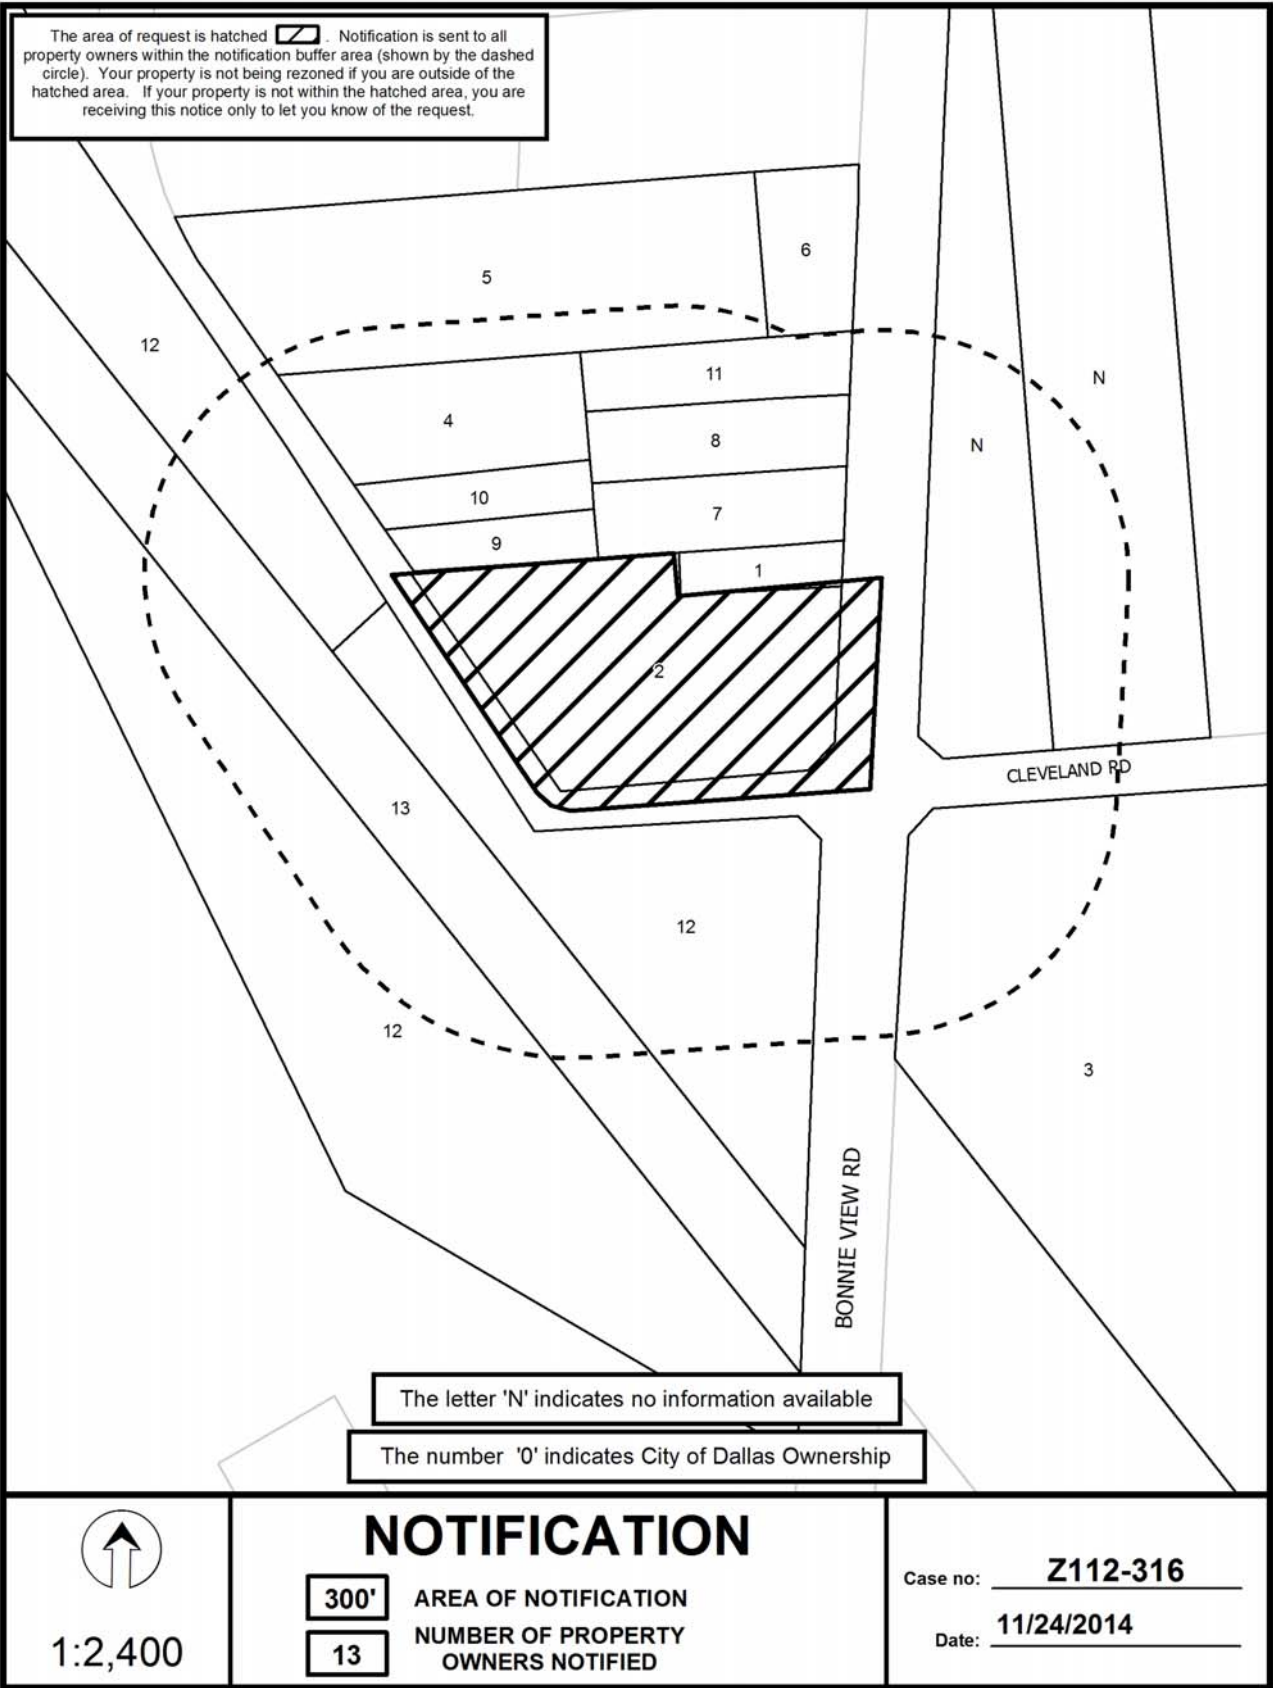 The area of request is hatched . Notification is sent to all
property owners within the notification buffer area (shown by the dashed
circle). Your property is not being rezoned if you are outside of the
hatched area. If your property is not within the hatched area, you are
receiving this notice only to let you know of the request.
6
5
12
11
N
4
8
N
10
7
9
1
2
CLEVELAND RD
13
12
12
3
BONNIE VIEW RD
The letter 'N' indicates no information available
The number '0' indicates City of Dallas Ownership
1:2,400
NOTIFICATION
300' AREA OF NOTIFICATION
13 NUMBER OF PROPERTY
OWNERS NOTIFIED
Case no: Z112-316
Date: 11/24/2014